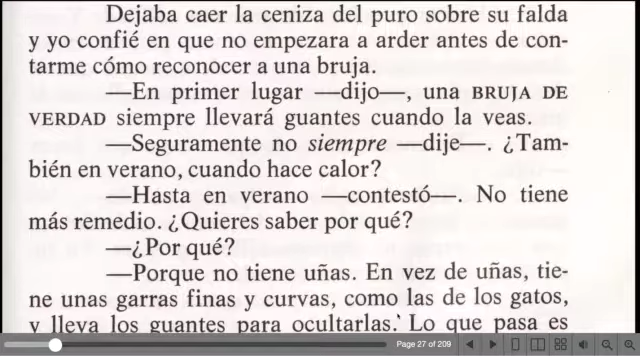 Dejaba caer la ceniza del puro sobre su falda
y yo confié en que no empezara a arder antes de con-
tarme cómo reconocer a una bruja.
—En primer lugar —dijo—, una BRUJA DE
VERDAD siempre llevará guantes cuando la veas.
—Seguramente no siempre —dije—. ¿Tam-
bién en verano, cuando hace calor?
—Hasta en verano —contestó—. No tiene
más remedio. ¿Quieres saber por qué?
—¿Por qué?
—Porque no tiene uñas. En vez de uñas, tie-
ne unas garras finas y curvas, como las de los gatos,
y lleva los guantes para ocultarlas. Lo que pasa es
Page 27 of 209